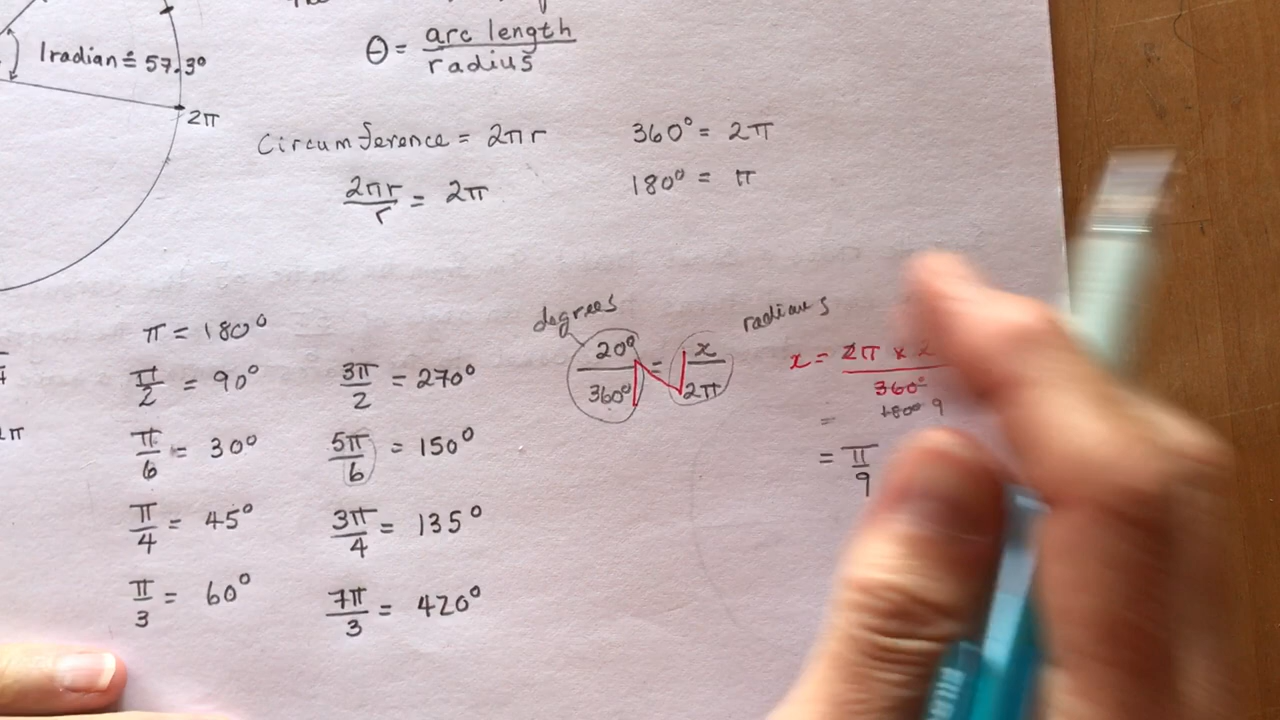 θ = arc length / radius
1 radian ≐ 57.3°
2π
Circumference = 2πr
360° = 2π
2πr / r = 2π
180° = π
degrees
radians
π = 180°
20° / 360° = x / 2π
x = 2π ×
360°
180° 9
π/2 = 90°
3π/2 = 270°
=
π/6 = 30°
5π/6 = 150°
= π/9
π/4 = 45°
3π/4 = 135°
π/3 = 60°
7π/3 = 420°